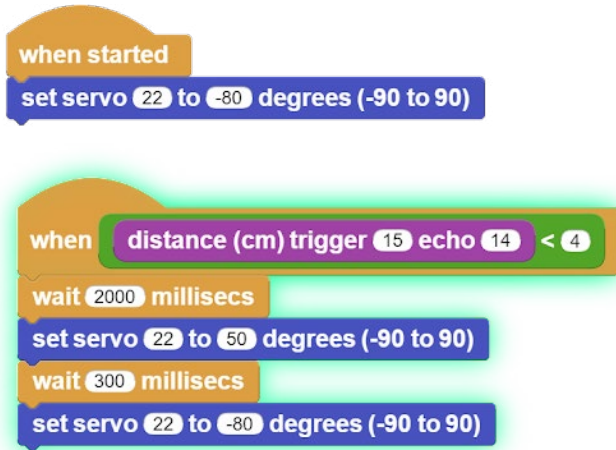 when started
set servo 22 to -80 degrees (-90 to 90)
when distance (cm) trigger 15 echo 14 < 4
wait 2000 millisecs
set servo 22 to 50 degrees (-90 to 90)
wait 300 millisecs
set servo 22 to -80 degrees (-90 to 90)